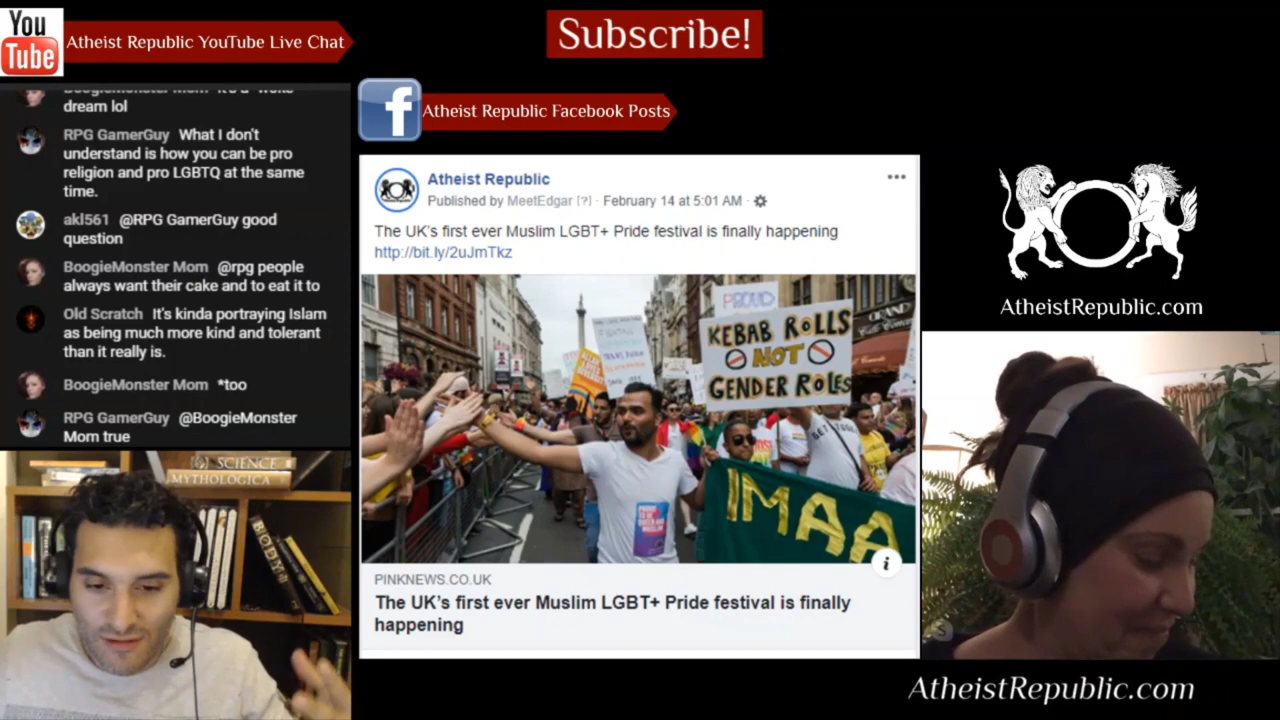 You
Tube
Atheist Republic YouTube Live Chat
Subscribe!
BoogieMonster Mom It's a *woke
dream lol
RPG GamerGuy What I don't
understand is how you can be pro
religion and pro LGBTQ at the same
time.
akl561 @RPG GamerGuy good
question
BoogieMonster Mom @rpg people
always want their cake and to eat it to
Old Scratch It's kinda portraying Islam
as being much more kind and tolerant
than it really is.
BoogieMonster Mom *too
RPG GamerGuy @BoogieMonster
Mom true
f
Atheist Republic Facebook Posts
Atheist Republic
Published by MeetEdgar [?] · February 14 at 5:01 AM ·
The UK's first ever Muslim LGBT+ Pride festival is finally happening
http://bit.ly/2uJmTkz
PROUD
KEBAB ROLLS
NOT
GENDER ROLES
IMAA
i
PINKNEWS.CO.UK
The UK's first ever Muslim LGBT+ Pride festival is finally
happening
AtheistRepublic.com
SCIENCE
MYTHOLOGICA
BODY
AtheistRepublic.com